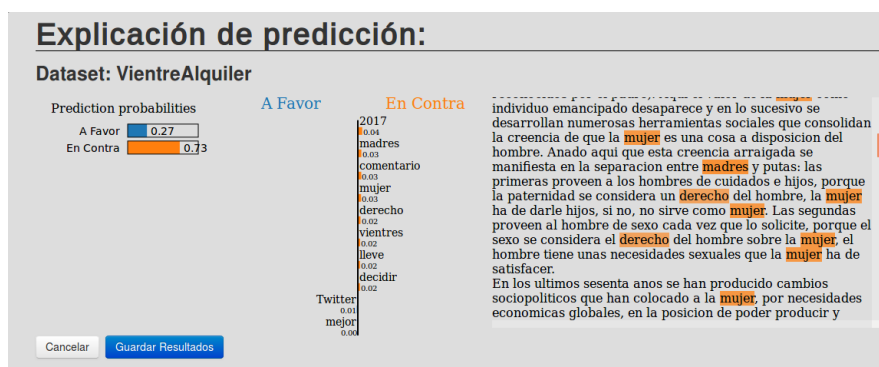 Explicación de predicción:
Dataset: VientreAlquiler
Prediction probabilities
A Favor 0.27
En Contra 0.73
A Favor En Contra
2017
0.04
madres
0.03
comentario
0.03
mujer
0.03
derecho
0.02
vientres
0.02
lleve
0.02
decidir
0.02
Twitter
0.01
mejor
0.00
individuo emancipado desaparece y en lo sucesivo se
desarrollan numerosas herramientas sociales que consolidan
la creencia de que la mujer es una cosa a disposicion del
hombre. Anado aqui que esta creencia arraigada se
manifiesta en la separacion entre madres y putas: las
primeras proveen a los hombres de cuidados e hijos, porque
la paternidad se considera un derecho del hombre, la mujer
ha de darle hijos, si no, no sirve como mujer. Las segundas
proveen al hombre de sexo cada vez que lo solicite, porque el
sexo se considera el derecho del hombre sobre la mujer, el
hombre tiene unas necesidades sexuales que la mujer ha de
satisfacer.
En los ultimos sesenta anos se han producido cambios
sociopoliticos que han colocado a la mujer, por necesidades
economicas globales, en la posicion de poder producir y
Cancelar Guardar Resultados